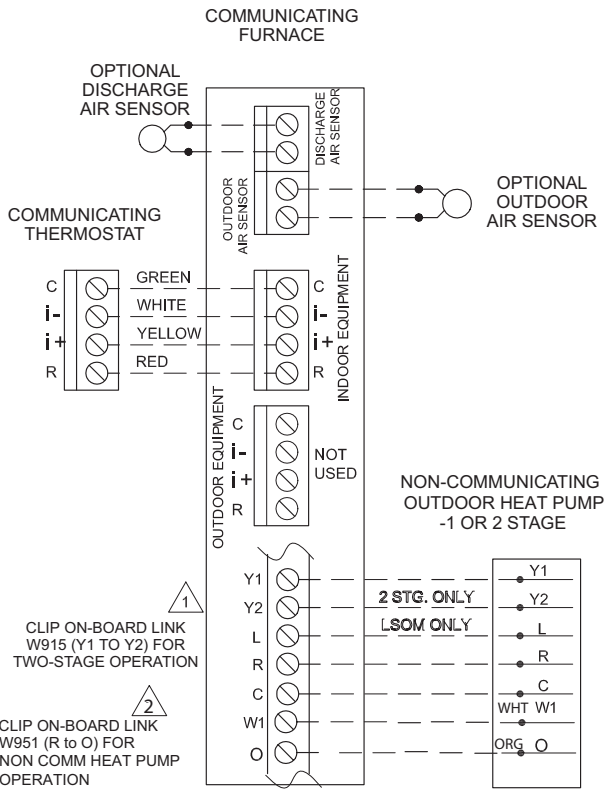 COMMUNICATING
FURNACE
OPTIONAL
DISCHARGE
AIR SENSOR
DISCHARGE
AIR SENSOR
OUTDOOR
AIR SENSOR
OPTIONAL
OUTDOOR
AIR SENSOR
COMMUNICATING
THERMOSTAT
C
i-
i+
R
GREEN
WHITE
YELLOW
RED
C
i-
i+
R
INDOOR EQUIPMENT
OUTDOOR EQUIPMENT
C
i-
i+
R
NOT
USED
NON-COMMUNICATING
OUTDOOR HEAT PUMP
-1 OR 2 STAGE
1
CLIP ON-BOARD LINK
W915 (Y1 TO Y2) FOR
TWO-STAGE OPERATION
2
CLIP ON-BOARD LINK
W951 (R to O) FOR
NON COMM HEAT PUMP
OPERATION
Y1
Y2
L
R
C
W1
O
2 STG. ONLY
LSOM ONLY
Y1
Y2
L
R
C
WHT W1
ORG O